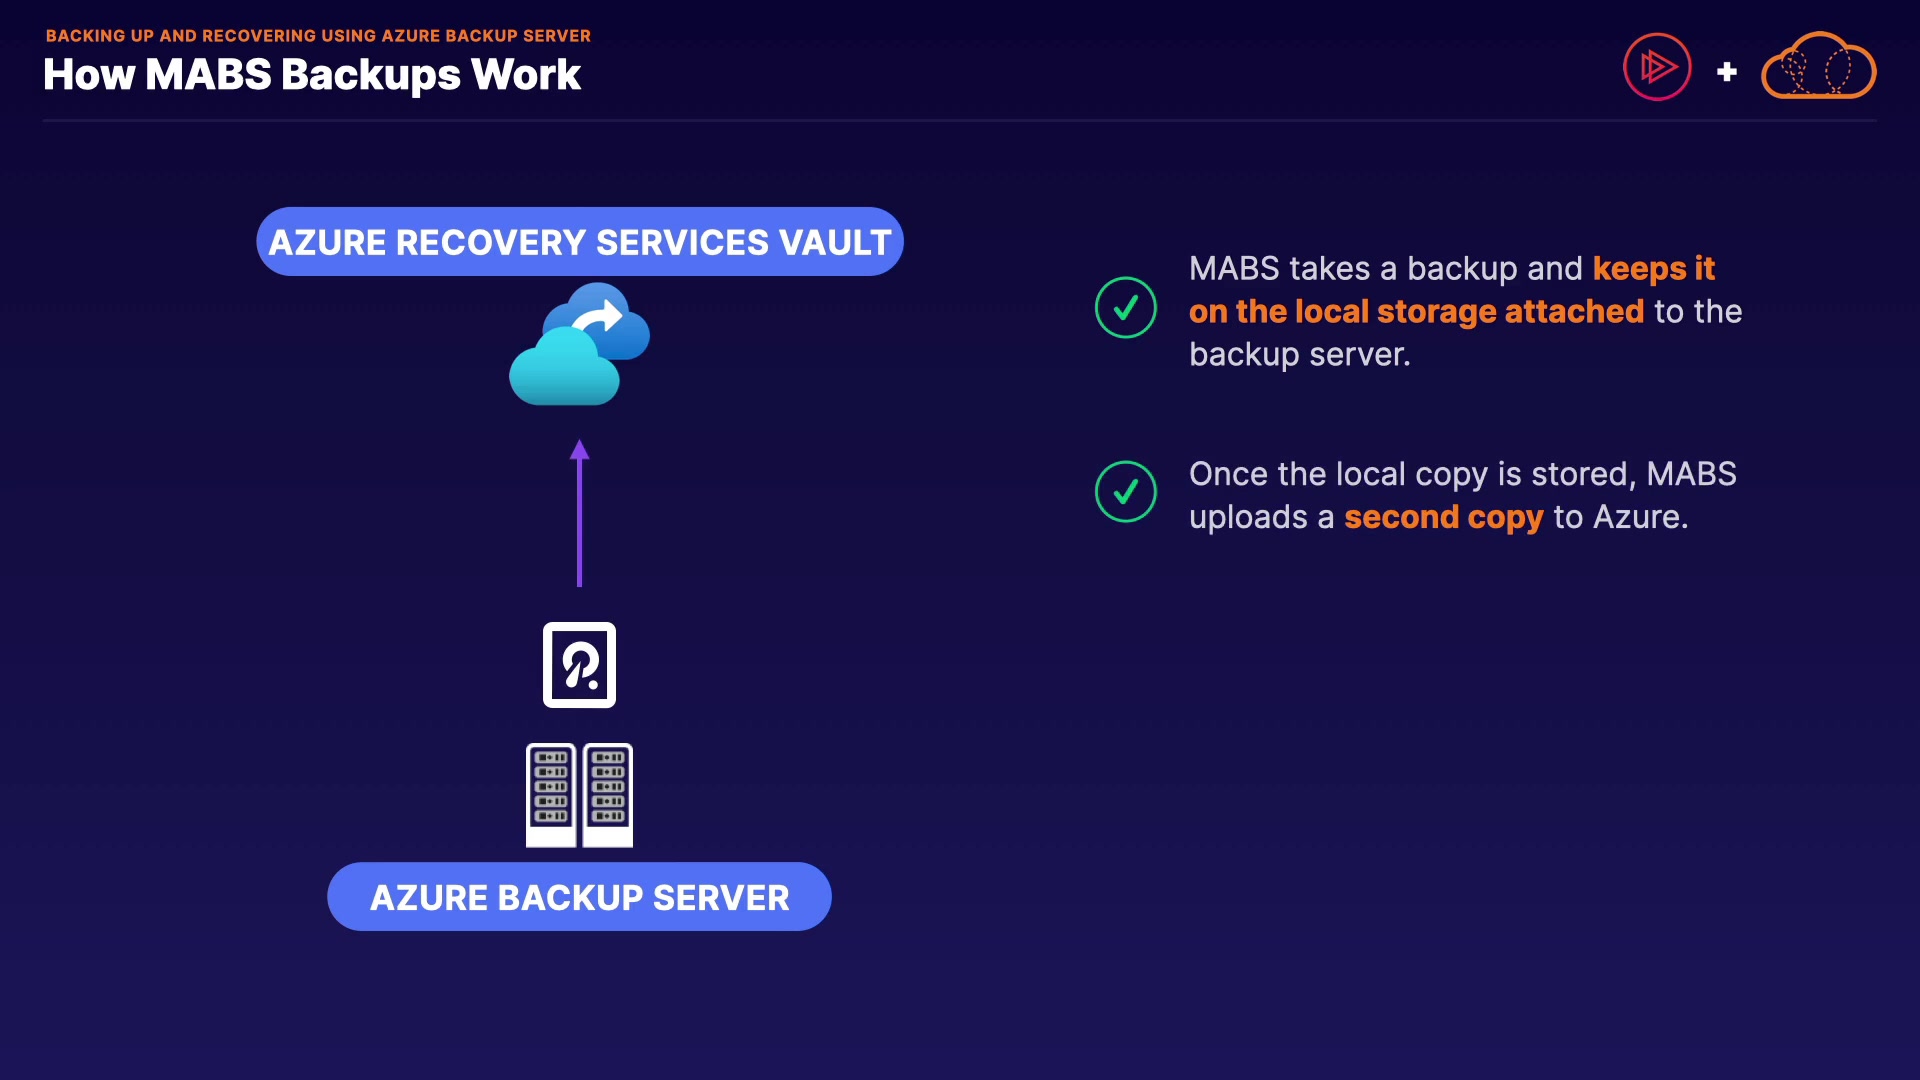 BACKING UP AND RECOVERING USING AZURE BACKUP SERVER
How MABS Backups Work
AZURE RECOVERY SERVICES VAULT
AZURE BACKUP SERVER
MABS takes a backup and keeps it
on the local storage attached to the
backup server.
Once the local copy is stored, MABS
uploads a second copy to Azure.